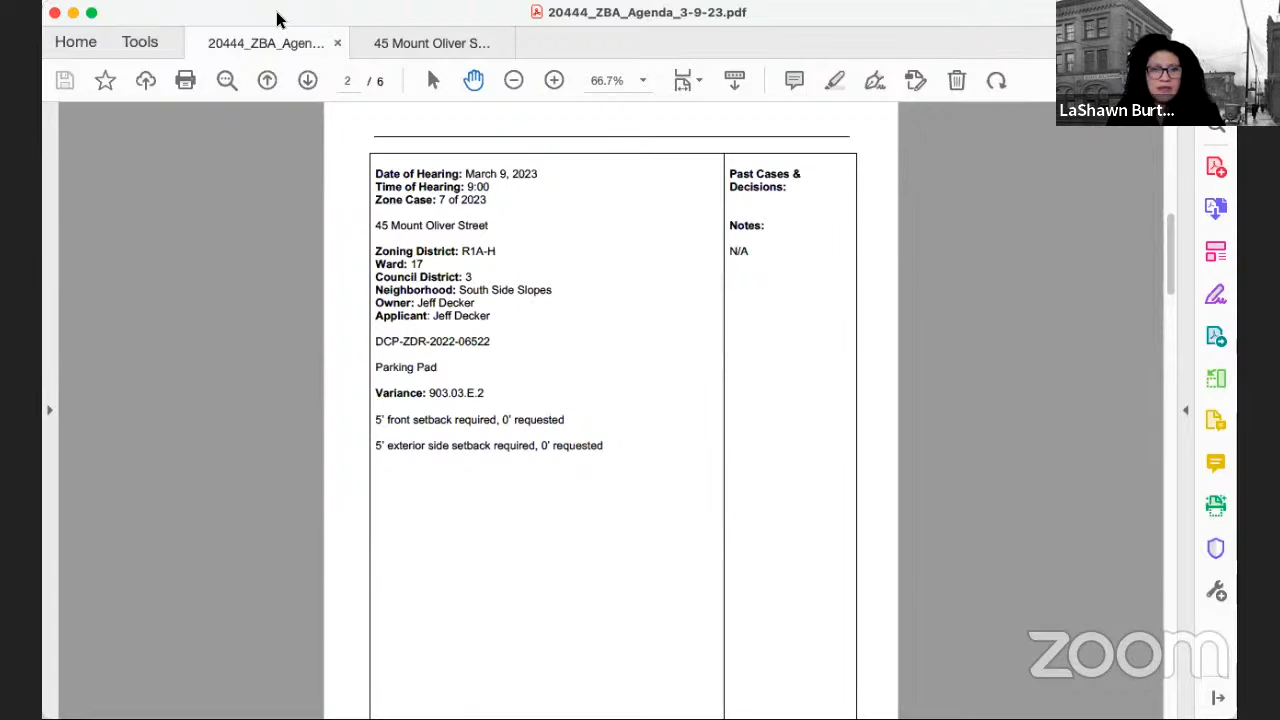 20444_ZBA_Agenda_3-9-23.pdf
Home
Tools
20444_ZBA_Agen...
45 Mount Oliver S...
2 / 6
66.7%
LaShawn Burt...
Date of Hearing: March 9, 2023
Time of Hearing: 9:00
Zone Case: 7 of 2023
45 Mount Oliver Street
Zoning District: R1A-H
Ward: 17
Council District: 3
Neighborhood: South Side Slopes
Owner: Jeff Decker
Applicant: Jeff Decker
DCP-ZDR-2022-06522
Parking Pad
Variance: 903.03.E.2
5' front setback required, 0' requested
5' exterior side setback required, 0' requested
Past Cases &
Decisions:
Notes:
N/A
zoom